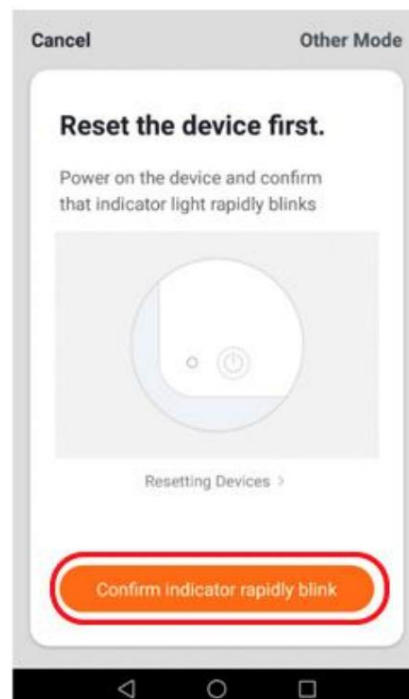 Cancel Other Mode
Reset the device first.
Power on the device and confirm
that indicator light rapidly blinks
Resetting Devices >
Confirm indicator rapidly blink